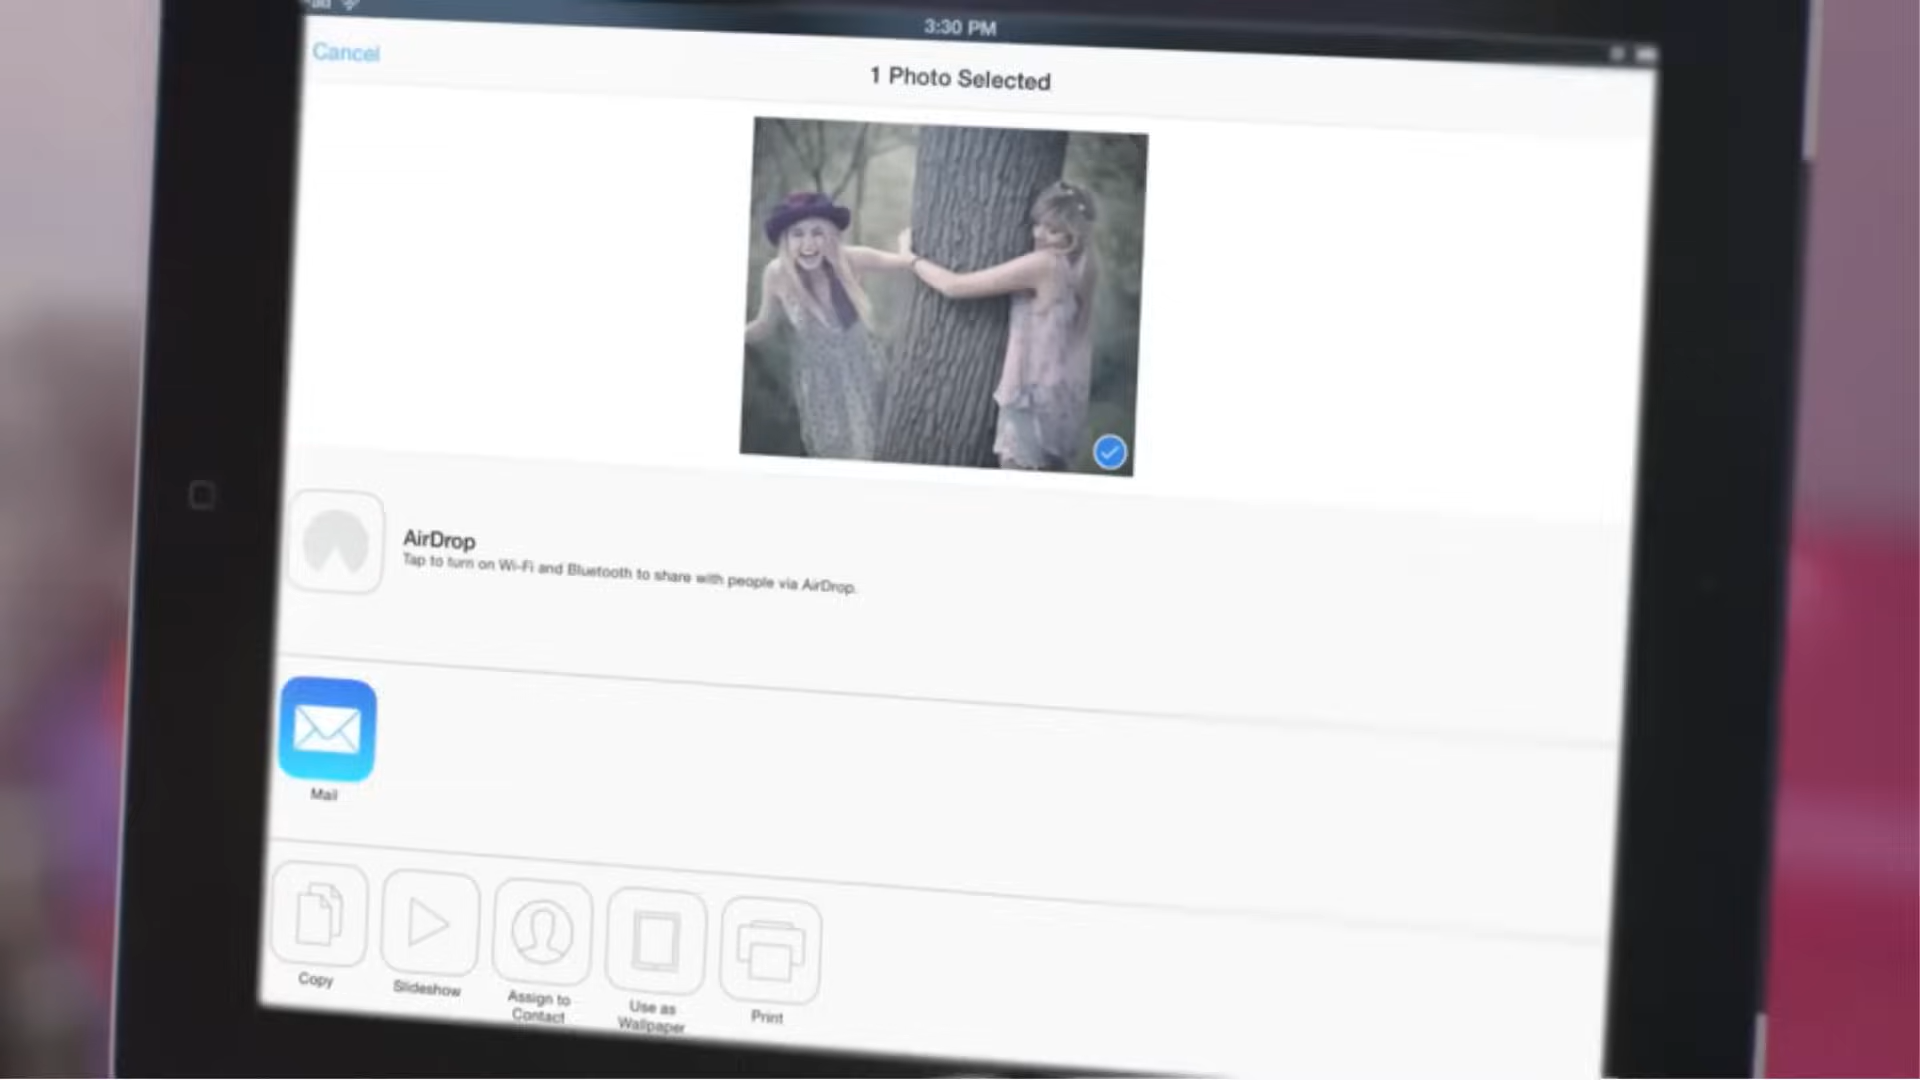 3:30 PM
Cancel
1 Photo Selected
AirDrop
Tap to turn on Wi-Fi and Bluetooth to share with people via AirDrop.
Mail
Copy
Slideshow
Assign to
Contact
Use as
Wallpaper
Print